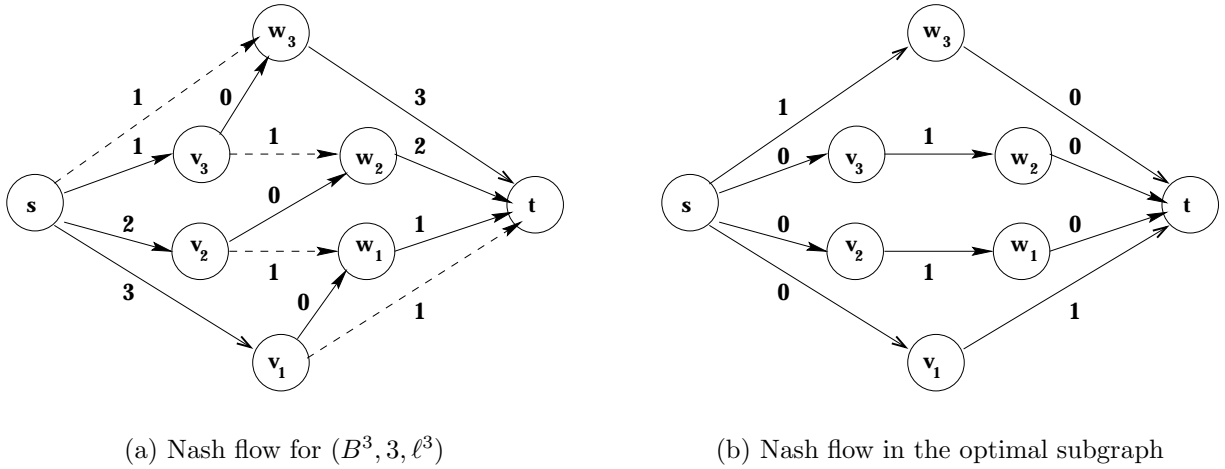 w3
1
0
3
1
v3
1
w2
2
s
0
t
2
v2
1
w1
1
3
0
1
v1
(a) Nash flow for (B^3, 3, ℓ^3)
w3
1
0
0
v3
1
w2
0
s
t
0
v2
1
w1
0
0
1
v1
(b) Nash flow in the optimal subgraph